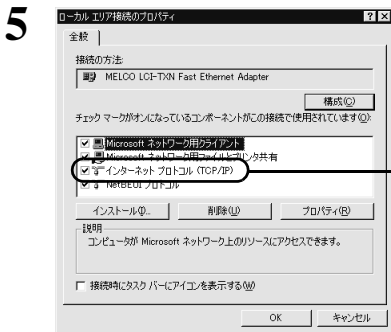 5
ローカル エリア接続のプロパティ
全般
接続の方法:
MELCO LCI-TXN Fast Ethernet Adapter
構成(C)
チェック マークがオンになっているコンポーネントがこの接続で使用されています(O):
Microsoft ネットワーク用クライアント
Microsoft ネットワーク用ファイルとプリンタ共有
インターネット プロトコル (TCP/IP)
NetBEUI プロトコル
インストール(I)... 削除(U) プロパティ(R)
説明
コンピュータが Microsoft ネットワーク上のリソースにアクセスできます。
接続時にタスク バーにアイコンを表示する(W)
OK キャンセル